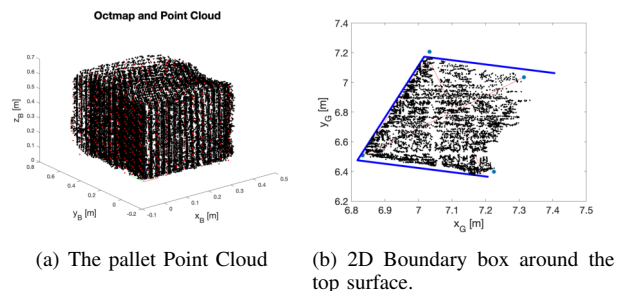 Octmap and Point Cloud
0.7
0.6
0.5
0.4
0.3
0.2
0.1
0
z_B [m]
0.8
0.6
0.4
0.2
0
-0.2
y_B [m]
-0.1
0
0.1
0.2
0.3
0.4
0.5
x_B [m]
7.4
7.2
7
6.8
6.6
6.4
6.2
y_G [m]
6.8 6.9 7 7.1 7.2 7.3 7.4 7.5
x_G [m]
(a) The pallet Point Cloud
(b) 2D Boundary box around the
top surface.